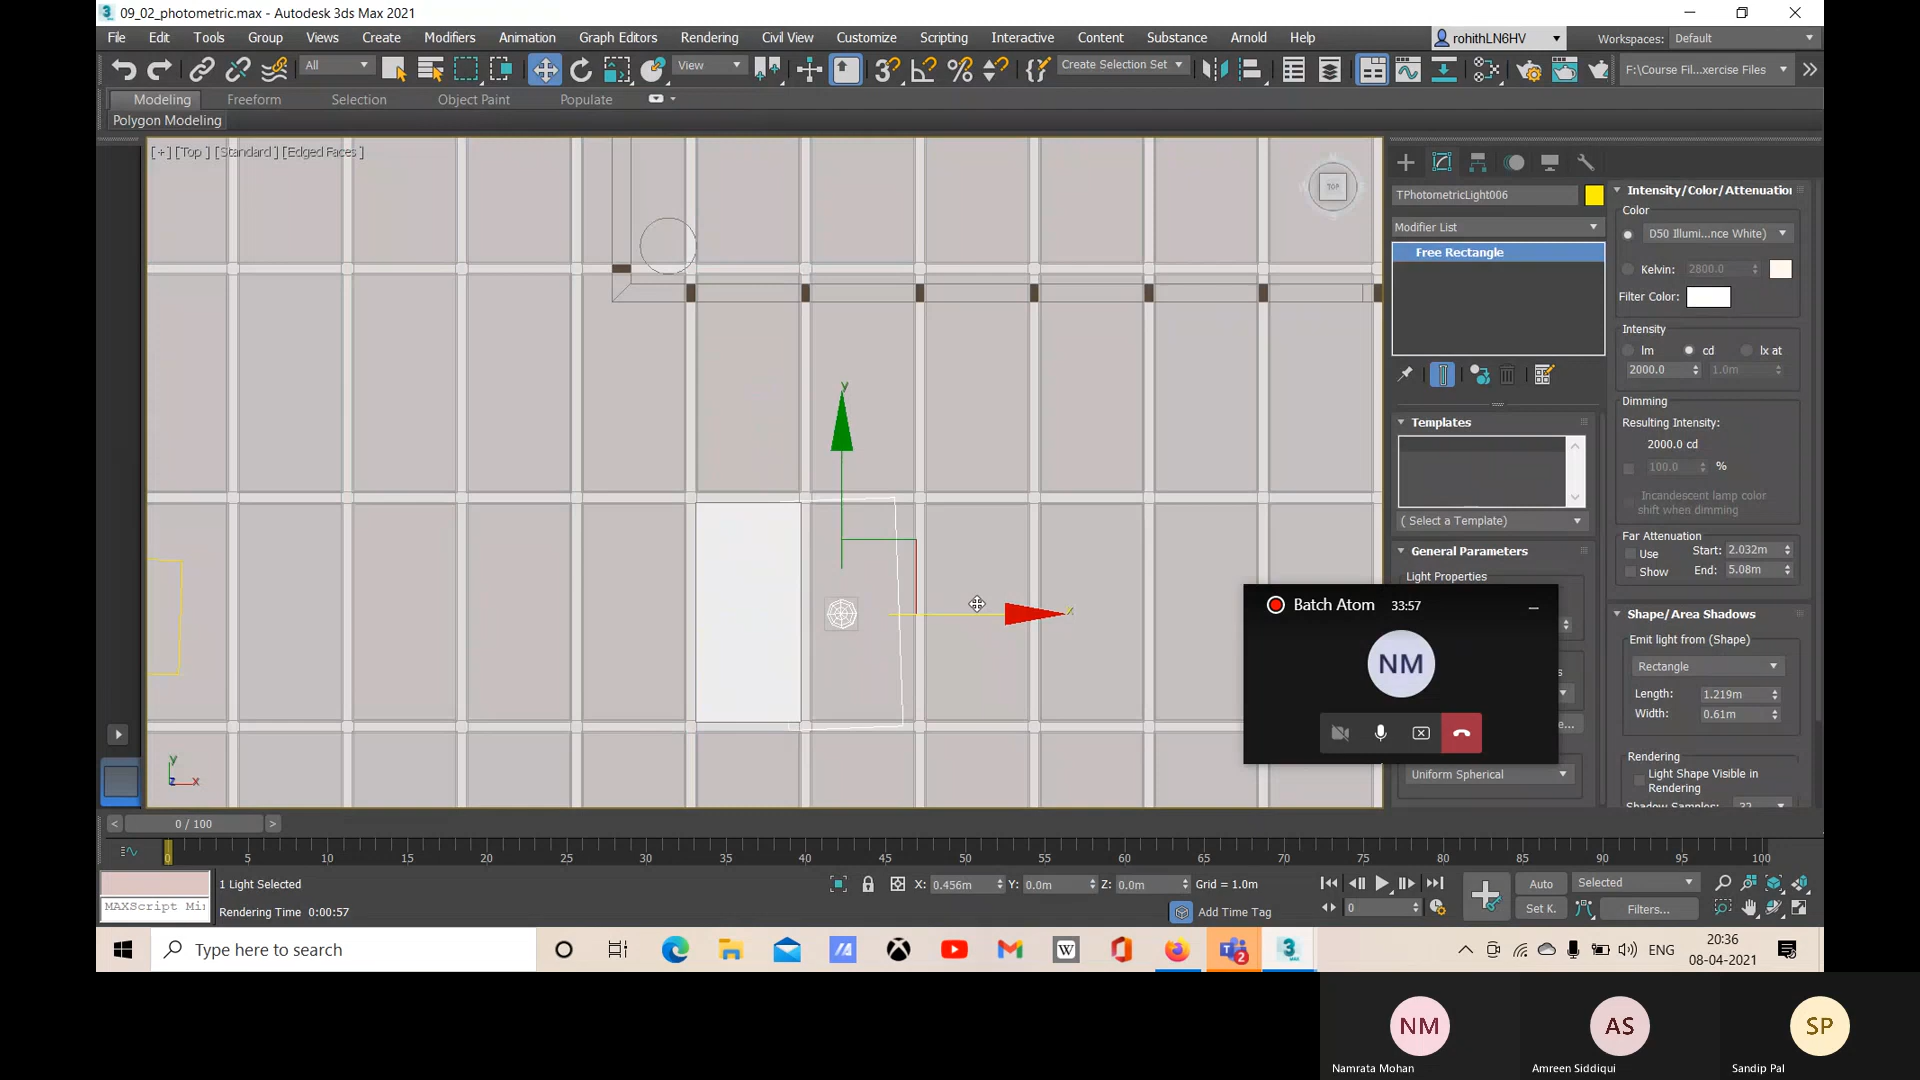 09_02_photometric.max - Autodesk 3ds Max 2021
File Edit Tools Group Views Create Modifiers Animation Graph Editors Rendering Civil View Customize Scripting Interactive Content Substance Arnold Help
rohithLN6HV
Workspaces: Default
All
View
Create Selection Set
F:\Course Fil...xercise Files
Modeling Freeform Selection Object Paint Populate
Polygon Modeling
[+] [Top ] [Standard ] [Edged Faces ]
TOP
y
x
y
z x
TPhotometricLight006
Modifier List
Free Rectangle
Templates
( Select a Template)
General Parameters
Light Properties
Uniform Spherical
Intensity/Color/Attenuation
Color
D50 Illumi...nce White)
Kelvin: 2800.0
Filter Color:
Intensity
lm cd lx at
2000.0 1.0m
Dimming
Resulting Intensity:
2000.0 cd
100.0 %
Incandescent lamp color
shift when dimming
Far Attenuation
Use Start: 2.032m
Show End: 5.08m
Shape/Area Shadows
Emit light from (Shape)
Rectangle
Length: 1.219m
Width: 0.61m
Rendering
Light Shape Visible in
Rendering
Shadow Samples: 32
Batch Atom 33:57
NM
< 0 / 100 >
0 5 10 15 20 25 30 35 40 45 50 55 60 65 70 75 80 85 90 95 100
MAXScript Mi
1 Light Selected
Rendering Time 0:00:57
X: 0.456m Y: 0.0m Z: 0.0m Grid = 1.0m
Add Time Tag
0
Auto Selected
Set K. Filters...
Type here to search
W
2
3
MAX
ENG
20:36
08-04-2021
NM
Namrata Mohan
AS
Amreen Siddiqui
SP
Sandip Pal